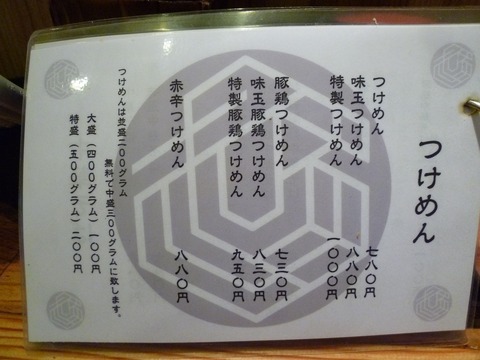 つけめん
つけめん 七八〇円
味玉つけめん 八八〇円
特製つけめん 一〇〇〇円
豚鶏つけめん 七三〇円
味玉豚鶏つけめん 八三〇円
特製豚鶏つけめん 九五〇円
赤辛つけめん 八八〇円
つけめんは並盛二〇〇グラム
無料で中盛三〇〇グラムに致します。
大盛(四〇〇グラム)一〇〇円
特盛(五〇〇グラム)二〇〇円